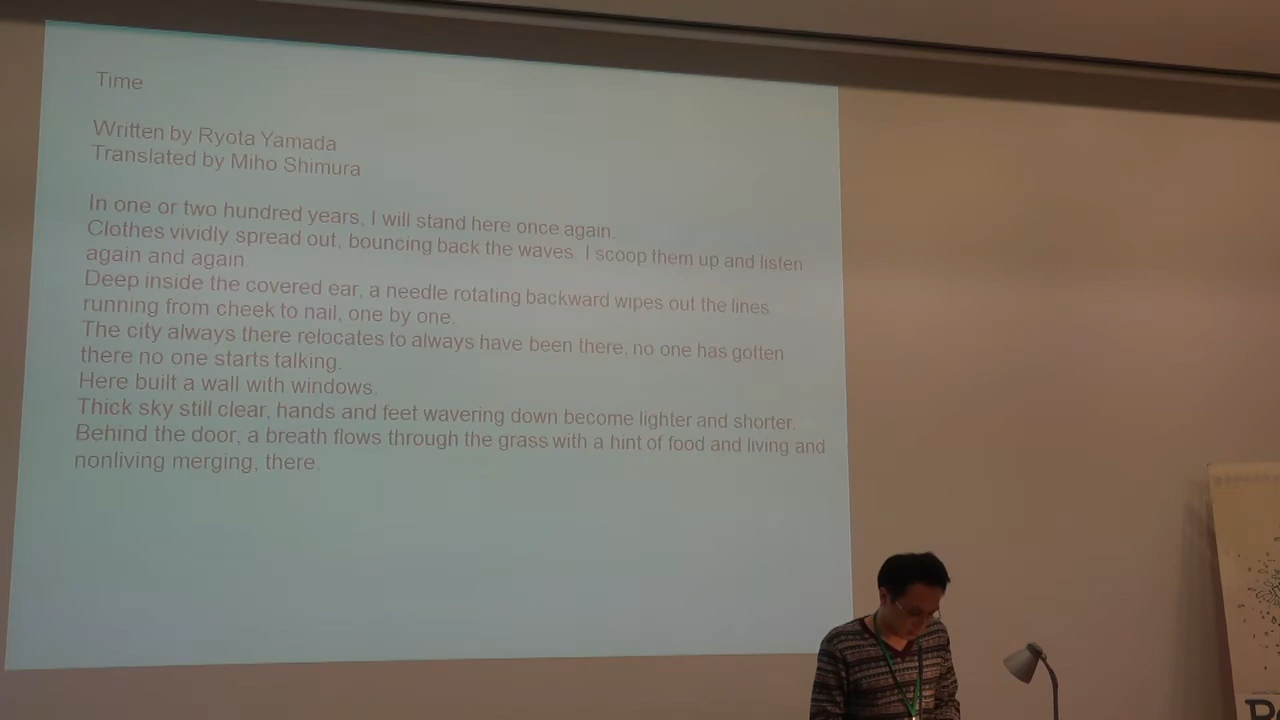 Time
Written by Ryota Yamada
Translated by Miho Shimura
In one or two hundred years, I will stand here once again.
Clothes vividly spread out, bouncing back the waves. I scoop them up and listen
again and again.
Deep inside the covered ear, a needle rotating backward wipes out the lines
running from cheek to nail, one by one.
The city always there relocates to always have been there, no one has gotten
there no one starts talking.
Here built a wall with windows.
Thick sky still clear, hands and feet wavering down become lighter and shorter.
Behind the door, a breath flows through the grass with a hint of food and living and
nonliving merging, there.